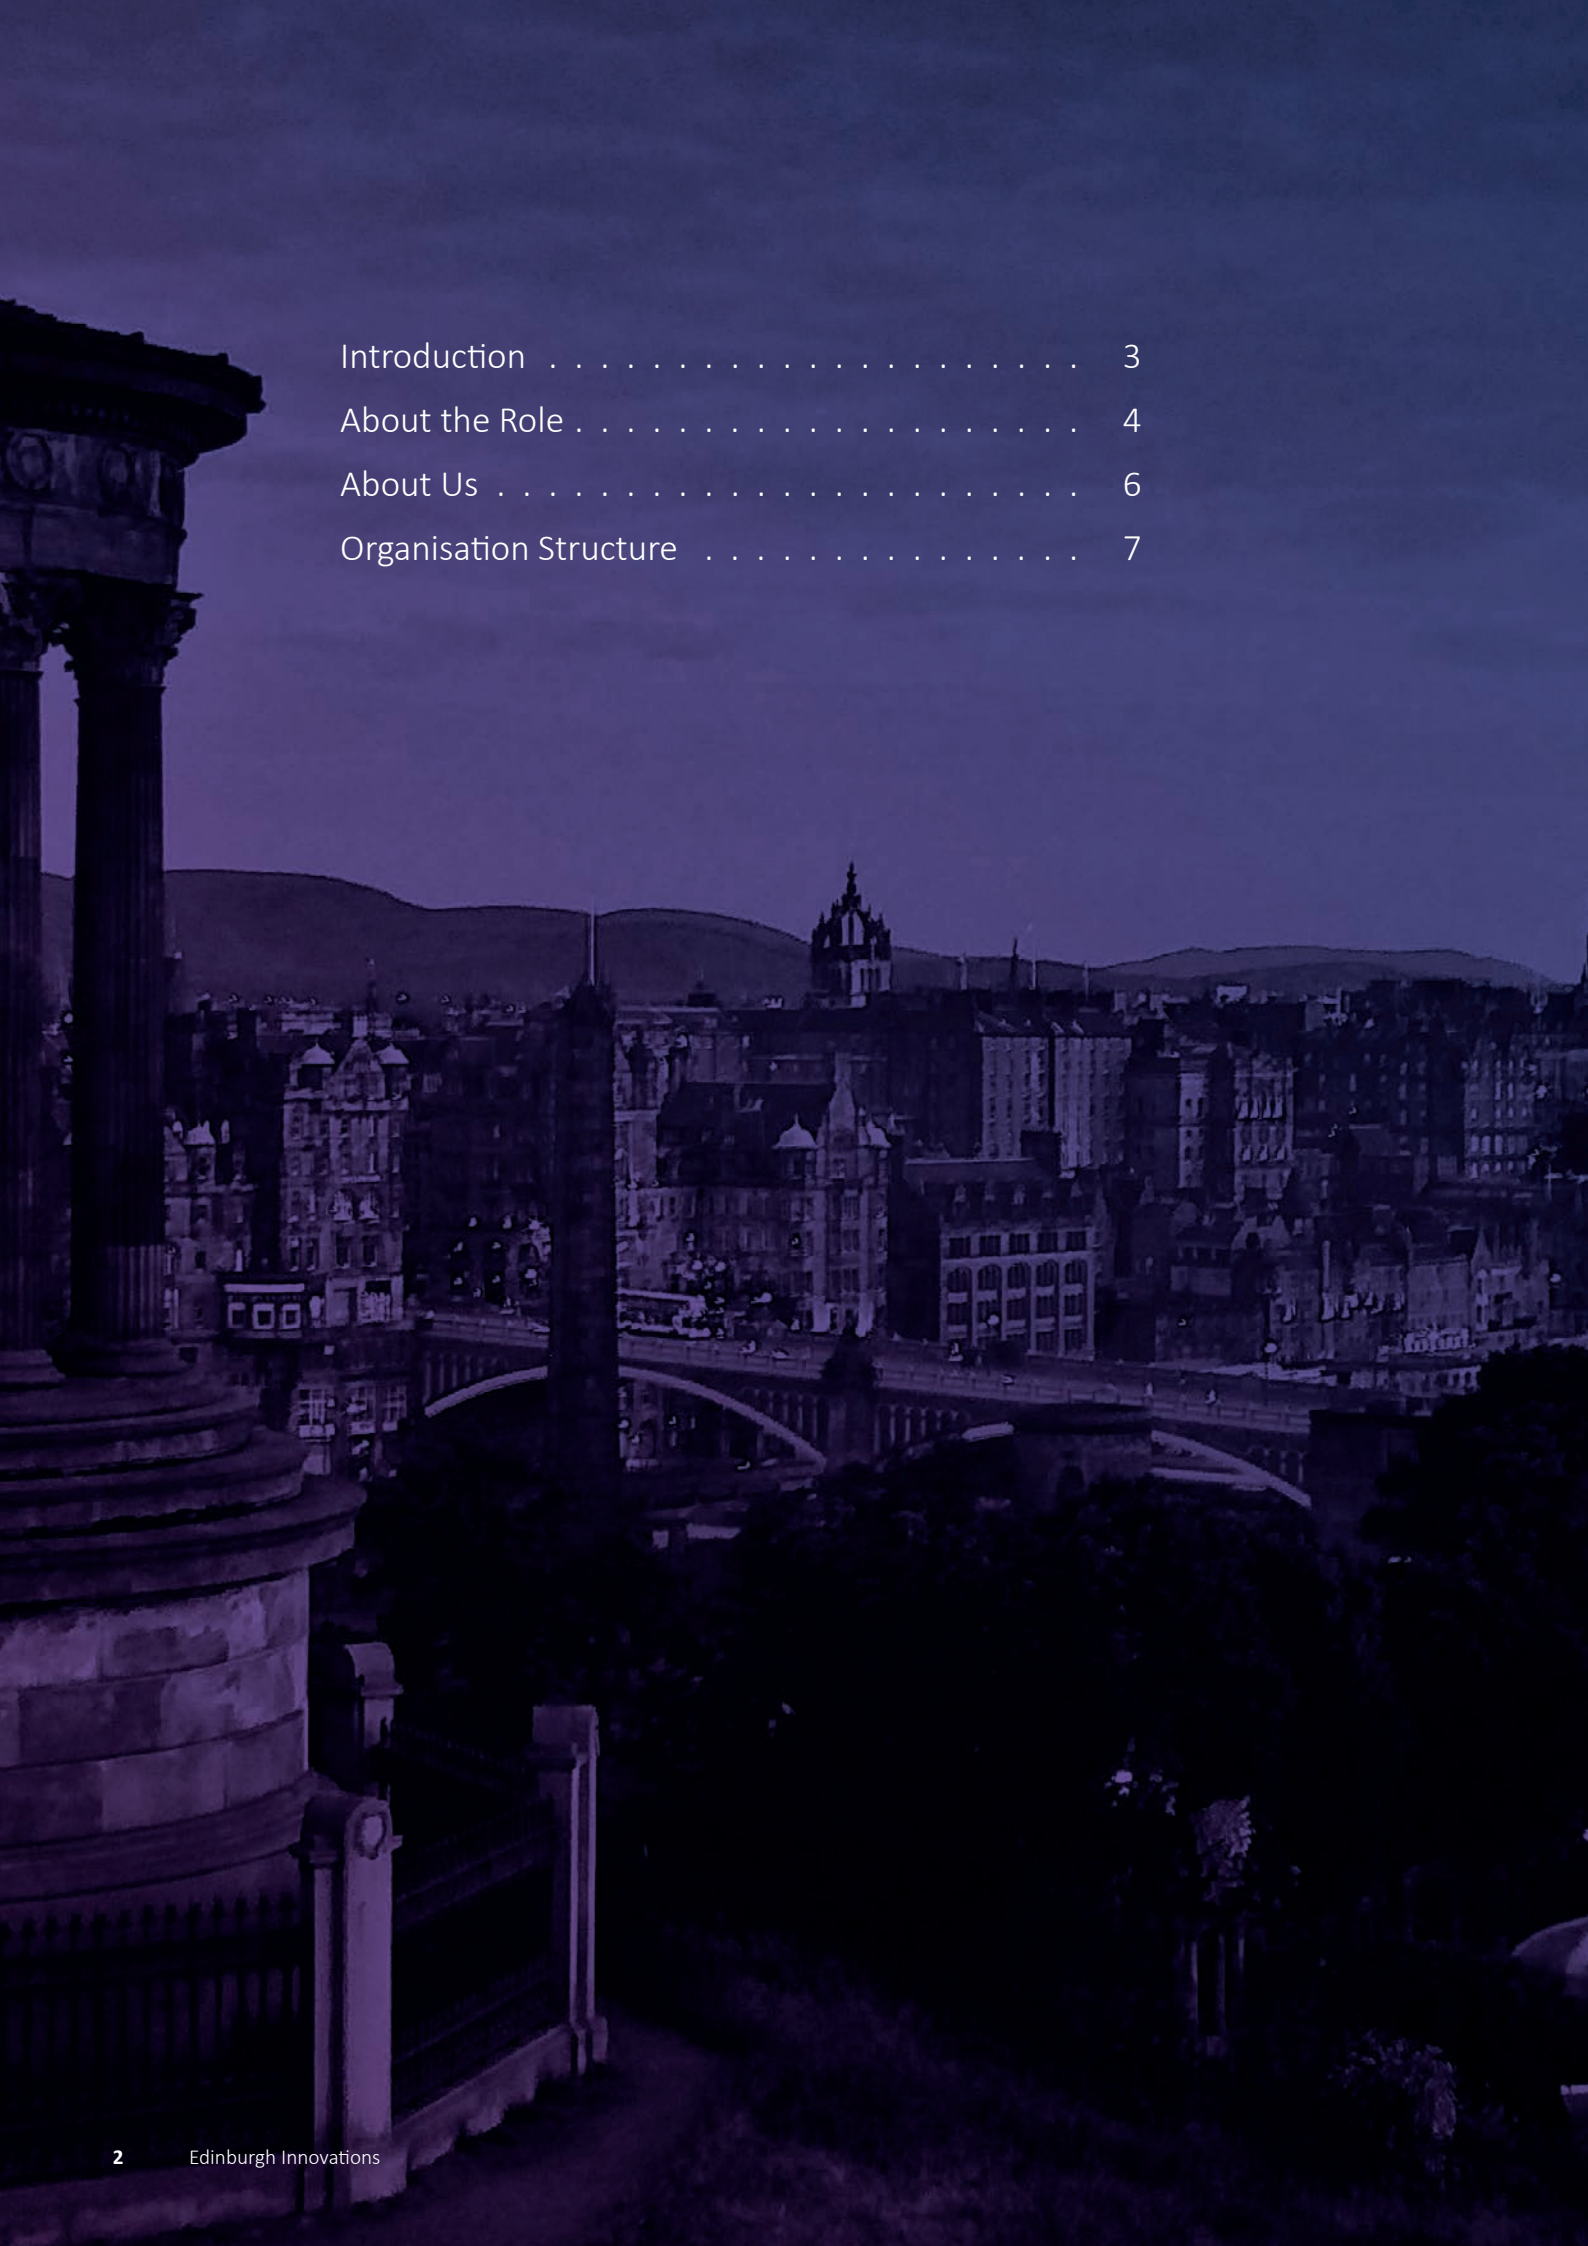 Introduction . . . . . . . . . . . . . . . . . . . . . 3
About the Role . . . . . . . . . . . . . . . . . . . . 4
About Us . . . . . . . . . . . . . . . . . . . . . . . 6
Organisation Structure . . . . . . . . . . . . . . . 7
2 Edinburgh Innovations